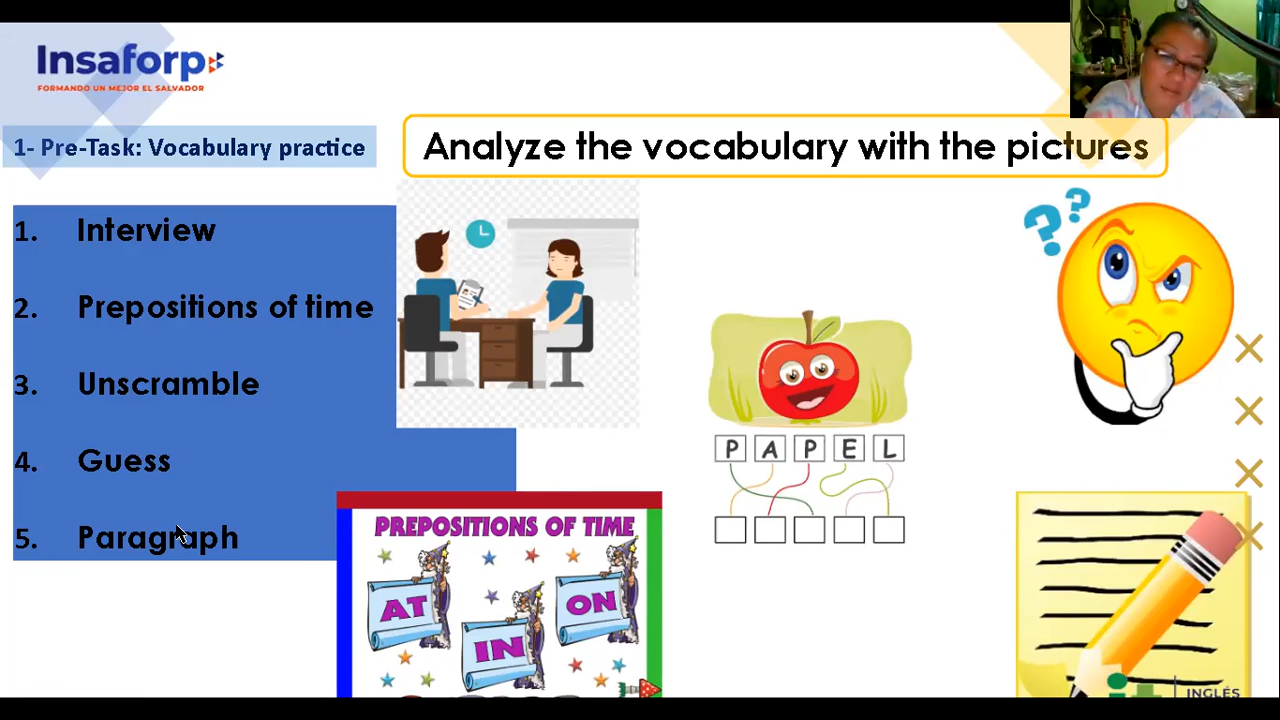 Insaforp
FORMANDO UN MEJOR EL SALVADOR
1- Pre-Task: Vocabulary practice
Analyze the vocabulary with the pictures
1. Interview
2. Prepositions of time
3. Unscramble
4. Guess
5. Paragraph
P A P E L
PREPOSITIONS OF TIME
AT
IN
ON
INGLÉS